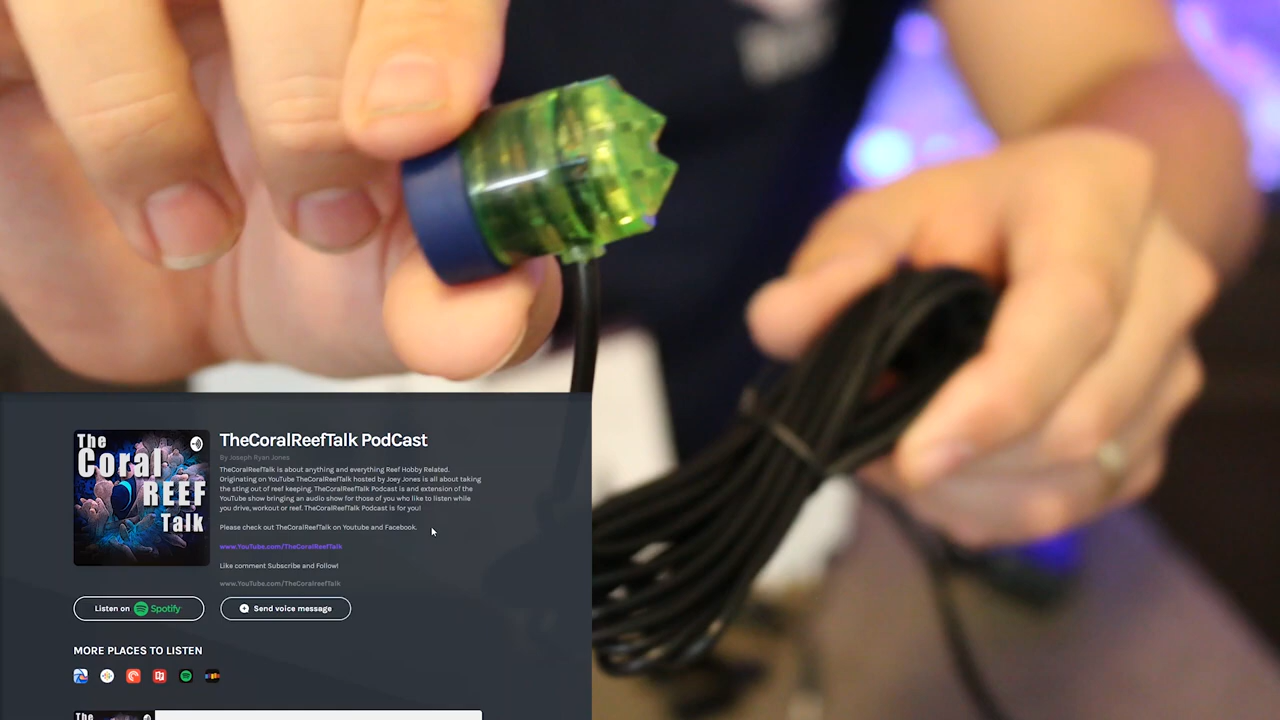 The
Coral
REEF
Talk
TheCoralReefTalk PodCast
By Joseph Ryan Jones
TheCoralReefTalk is about anything and everything Reef Hobby Related.
Originating on YouTube TheCoralReefTalk hosted by Joey Jones is all about taking
the sting out of reef keeping. TheCoralReefTalk Podcast is and extension of the
YouTube show bringing an audio show for those of you who like to listen while
you drive, workout or reef. TheCoralReefTalk Podcast is for you!
Please check out TheCoralReefTalk on Youtube and Facebook.
www.YouTube.com/TheCoralReefTalk
Like comment Subscribe and Follow!
www.YouTube.com/TheCoralreefTalk
Listen on Spotify
Send voice message
MORE PLACES TO LISTEN
The